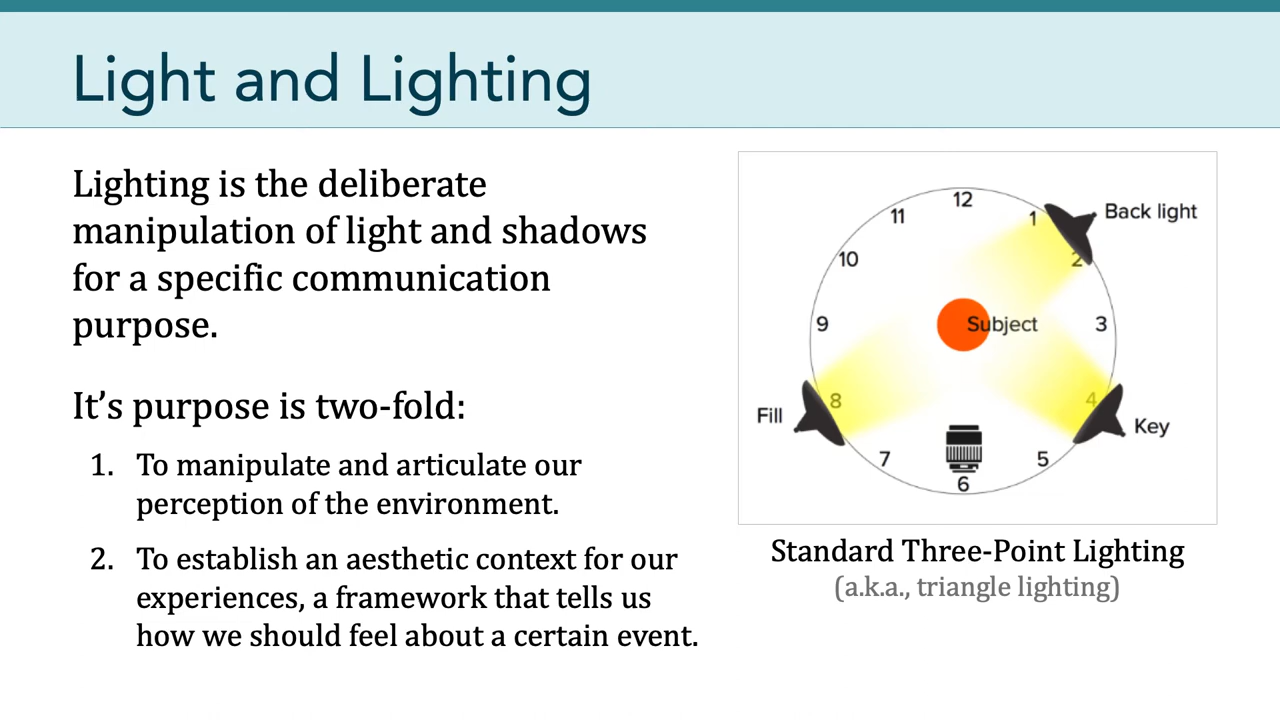 Light and Lighting
Lighting is the deliberate
manipulation of light and shadows
for a specific communication
purpose.
It’s purpose is two-fold:
1. To manipulate and articulate our
perception of the environment.
2. To establish an aesthetic context for our
experiences, a framework that tells us
how we should feel about a certain event.
12
11
1
Back light
10
2
9
Subject
3
8
4
Fill
Key
7
5
6
Standard Three-Point Lighting
(a.k.a., triangle lighting)